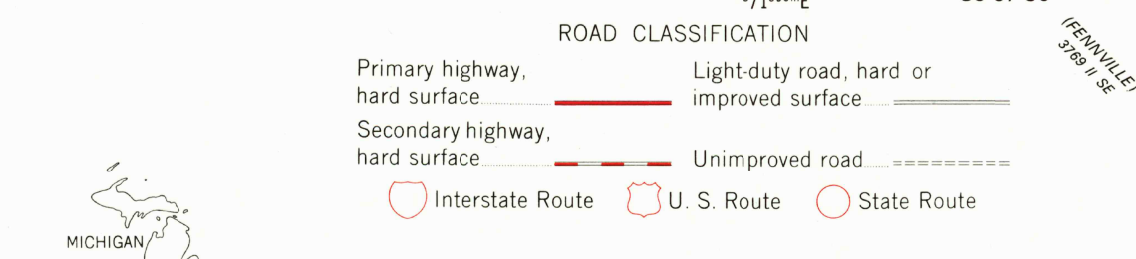 ROAD CLASSIFICATION
(FENNVILLE)
3769 II SE
Primary highway,
hard surface
Light-duty road, hard or
improved surface
Secondary highway,
hard surface
Unimproved road
Interstate Route
U. S. Route
State Route
MICHIGAN